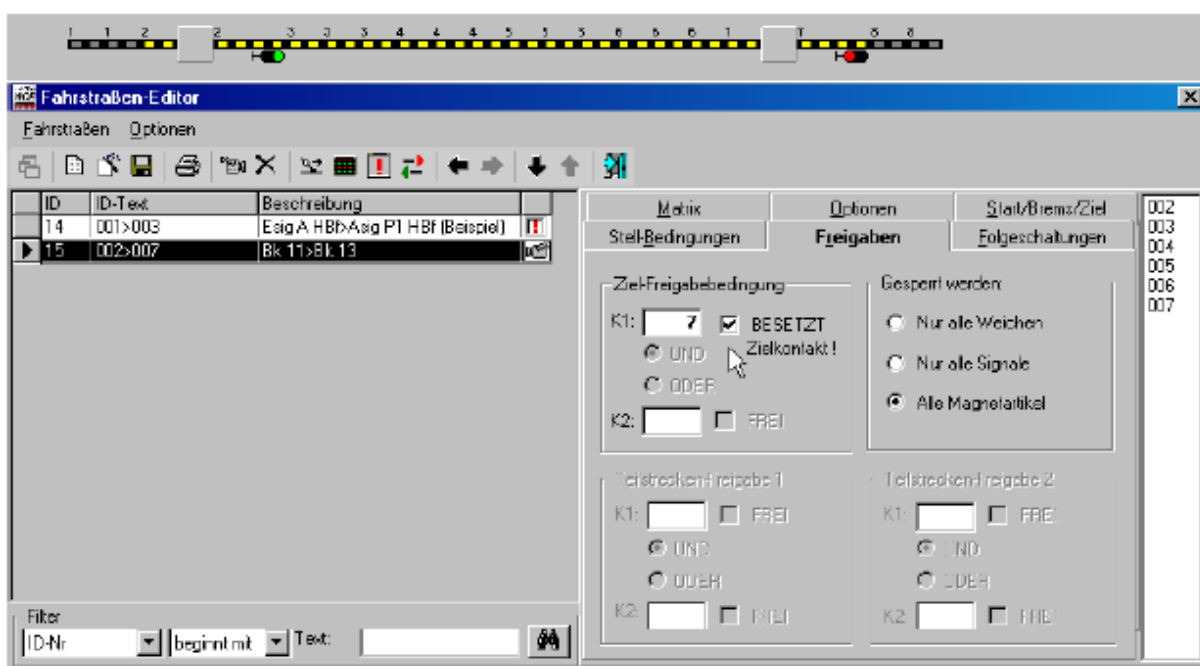 1 1 2 2 3 3 3 4 4 4 5 5 5 6 6 6 7 7 8 8
Fahrstraßen-Editor
Fahrstraßen Optionen
ID ID-Text Beschreibung
14 001>003 Esig A HBf>Asig P1 HBf (Beispiel)
15 002>007 Bk 11>Bk 13
Matrix Optionen Start/Brems/Ziel
Stell-Bedingungen Freigaben Folgeschaltungen
Ziel-Freigabebedingung
K1: 7 BESETZT
Zielkontakt !
UND
ODER
K2: FREI
Gesperrt werden:
Nur alle Weichen
Nur alle Signale
Alle Magnetartikel
Teilstrecken-Freigabe 1
K1: FREI
UND
ODER
K2: FREI
Teilstrecken-Freigabe 2
K1: FREI
UND
ODER
K2: FREI
002
003
004
005
006
007
Filter
ID-Nr beginnt mit Text: